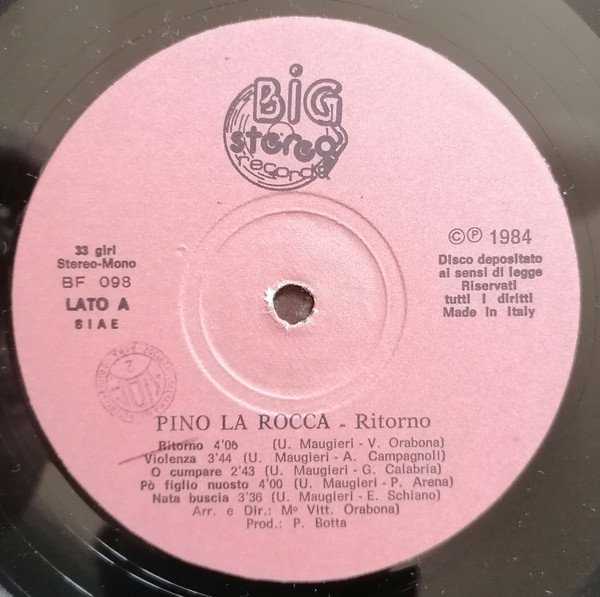 BIG
stereo
records
33 giri
Stereo-Mono
BF 098
LATO A
SIAE
©℗ 1984
Disco depositato
ai sensi di legge
Riservati
tutti i diritti
Made in Italy
PINO LA ROCCA - Ritorno
Ritorno 4'00 (U. Maugieri - V. Orabona)
Violenza 3'44 (U. Maugieri - A. Campagnoli)
O cumpare 2'43 (U. Maugieri - G. Calabria)
Pò figlio nuosto 4'00 (U. Maugieri - P. Arena)
Nata buscia 3'36 (U. Maugieri - E. Schiano)
Arr. e Dir.: Mº Vitt. Orabona)
Prod.: P. Botta